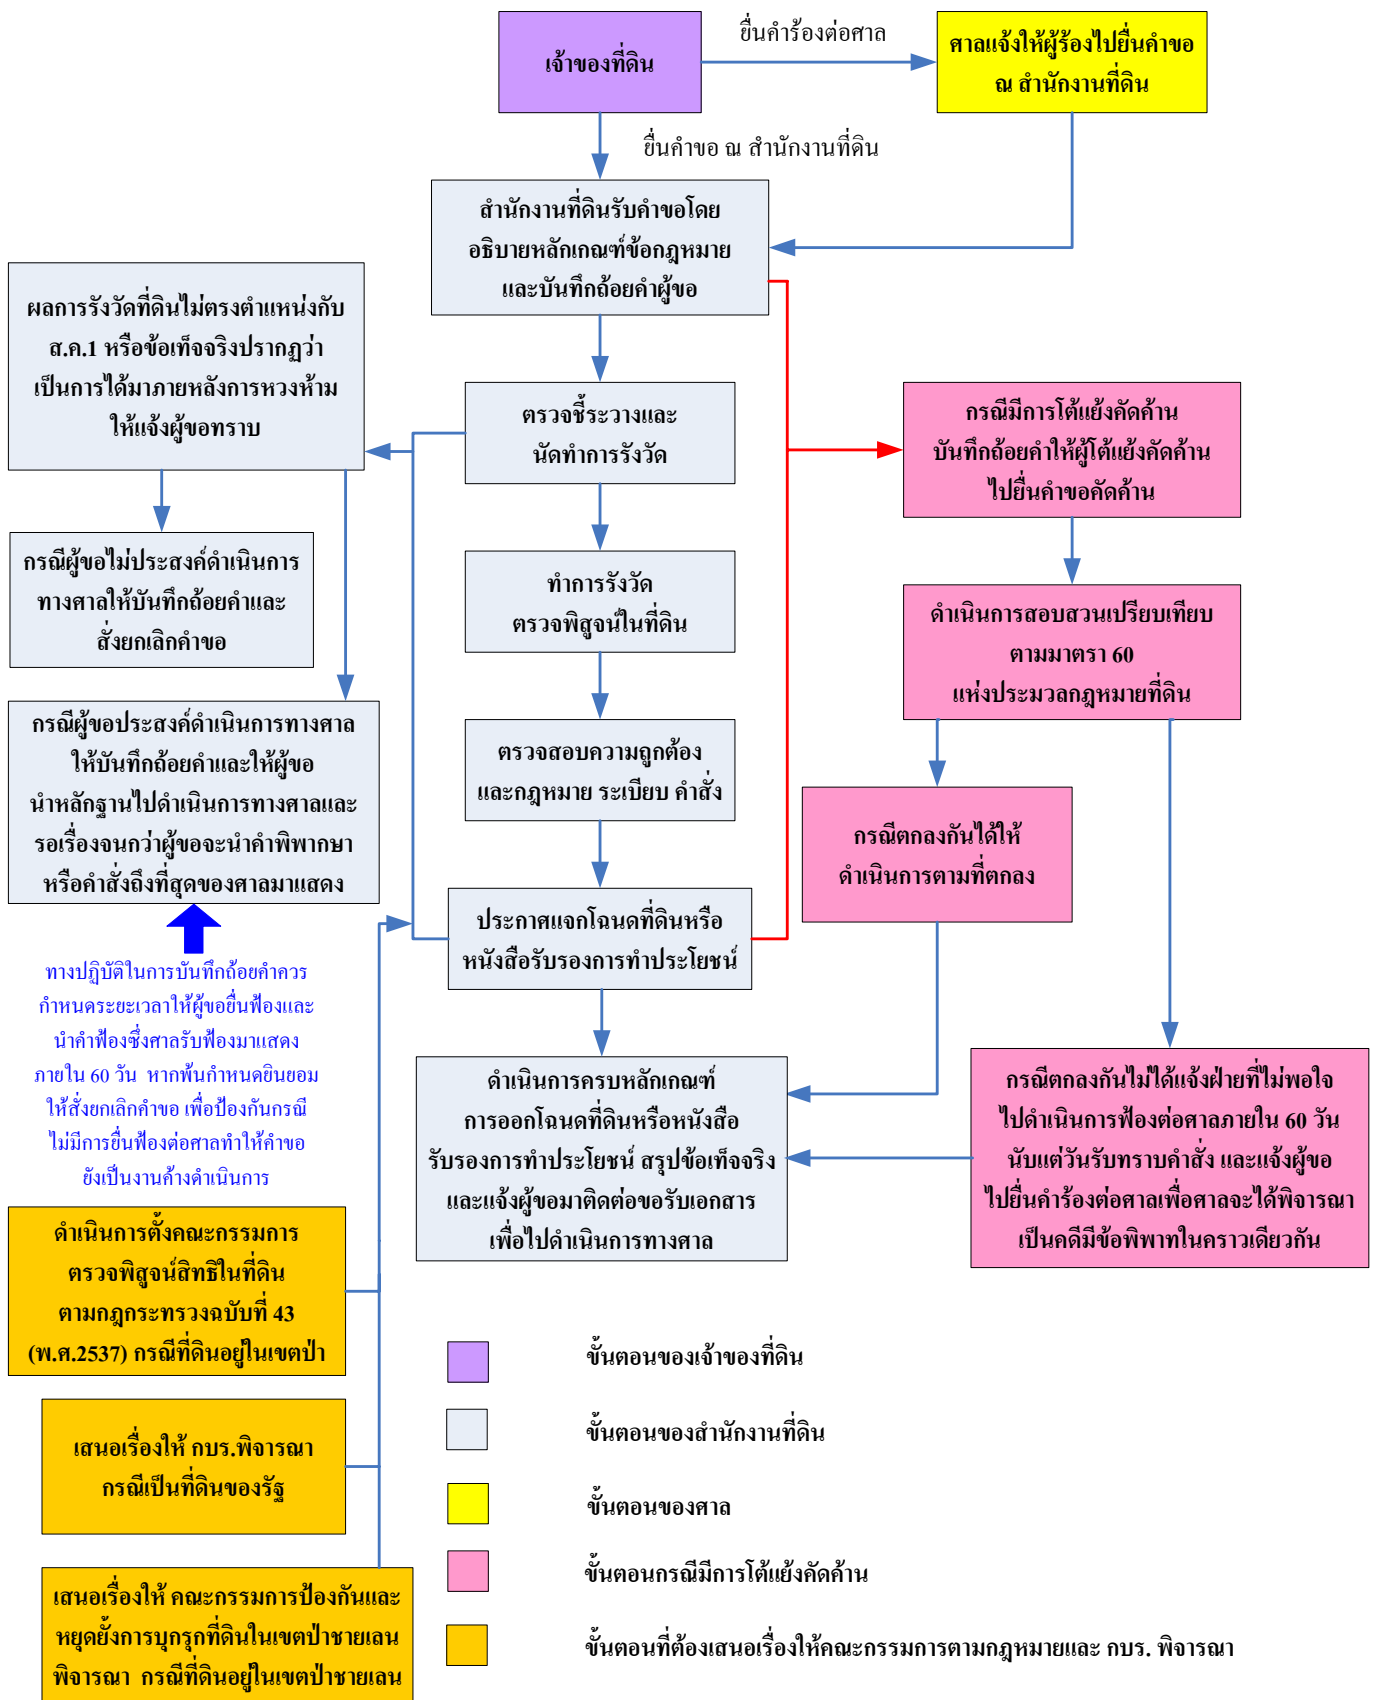 ยื่นคำร้องต่อศาล
เจ้าของที่ดิน
ศาลแจ้งให้ผู้ร้องไปยื่นคำขอ
ณ สำนักงานที่ดิน
ยื่นคำขอ ณ สำนักงานที่ดิน
สำนักงานที่ดินรับคำขอโดย
อธิบายหลักเกณฑ์ข้อกฎหมาย
และบันทึกถ้อยคำผู้ขอ
ผลการรังวัดที่ดินไม่ตรงตำแหน่งกับ
ส.ค.1 หรือข้อเท็จจริงปรากฏว่า
เป็นการได้มาภายหลังการหวงห้าม
ให้แจ้งผู้ขอทราบ
ตรวจชี้ระวางและ
นัดทำการรังวัด
กรณีมีการโต้แย้งคัดค้าน
บันทึกถ้อยคำให้ผู้โต้แย้งคัดค้าน
ไปยื่นคำขอคัดค้าน
กรณีผู้ขอไม่ประสงค์ดำเนินการ
ทางศาลให้บันทึกถ้อยคำและ
สั่งยกเลิกคำขอ
ทำการรังวัด
ตรวจพิสูจน์ในที่ดิน
ดำเนินการสอบสวนเปรียบเทียบ
ตามมาตรา 60
แห่งประมวลกฎหมายที่ดิน
กรณีผู้ขอประสงค์ดำเนินการทางศาล
ให้บันทึกถ้อยคำและให้ผู้ขอ
นำหลักฐานไปดำเนินการทางศาลและ
รอเรื่องจนกว่าผู้ขอจะนำคำพิพากษา
หรือคำสั่งถึงที่สุดของศาลมาแสดง
ตรวจสอบความถูกต้อง
และกฎหมาย ระเบียบ คำสั่ง
กรณีตกลงกันได้ให้
ดำเนินการตามที่ตกลง
ประกาศแจกโฉนดที่ดินหรือ
หนังสือรับรองการทำประโยชน์
ทางปฏิบัติในการบันทึกถ้อยคำควร
กำหนดระยะเวลาให้ผู้ขอยื่นฟ้องและ
นำคำฟ้องซึ่งศาลรับฟ้องมาแสดง
ภายใน 60 วัน หากพ้นกำหนดยินยอม
ให้สั่งยกเลิกคำขอ เพื่อป้องกันกรณี
ไม่มีการยื่นฟ้องต่อศาลทำให้คำขอ
ยังเป็นงานค้างดำเนินการ
ดำเนินการครบหลักเกณฑ์
การออกโฉนดที่ดินหรือหนังสือ
รับรองการทำประโยชน์ สรุปข้อเท็จจริง
และแจ้งผู้ขอมาติดต่อขอรับเอกสาร
เพื่อไปดำเนินการทางศาล
กรณีตกลงกันไม่ได้แจ้งฝ่ายที่ไม่พอใจ
ไปดำเนินการฟ้องต่อศาลภายใน 60 วัน
นับแต่วันรับทราบคำสั่ง และแจ้งผู้ขอ
ไปยื่นคำร้องต่อศาลเพื่อศาลจะได้พิจารณา
เป็นคดีมีข้อพิพาทในคราวเดียวกัน
ดำเนินการตั้งคณะกรรมการ
ตรวจพิสูจน์สิทธิในที่ดิน
ตามกฎกระทรวงฉบับที่ 43
(พ.ศ.2537) กรณีที่ดินอยู่ในเขตป่า
เสนอเรื่องให้ กบร.พิจารณา
กรณีเป็นที่ดินของรัฐ
เสนอเรื่องให้ คณะกรรมการป้องกันและ
หยุดยั้งการบุกรุกที่ดินในเขตป่าชายเลน
พิจารณา กรณีที่ดินอยู่ในเขตป่าชายเลน
ขั้นตอนของเจ้าของที่ดิน
ขั้นตอนของสำนักงานที่ดิน
ขั้นตอนของศาล
ขั้นตอนกรณีมีการโต้แย้งคัดค้าน
ขั้นตอนที่ต้องเสนอเรื่องให้คณะกรรมการตามกฎหมายและ กบร. พิจารณา